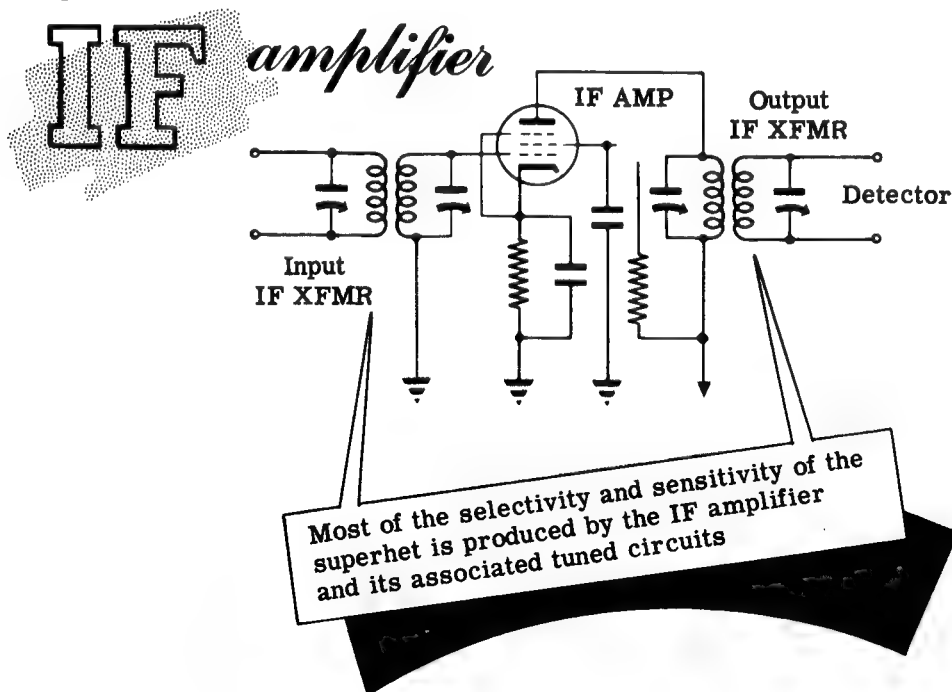 IF amplifier
IF AMP
Output
IF XFMR
Detector
Input
IF XFMR
Most of the selectivity and sensitivity of the
superhet is produced by the IF amplifier
and its associated tuned circuits